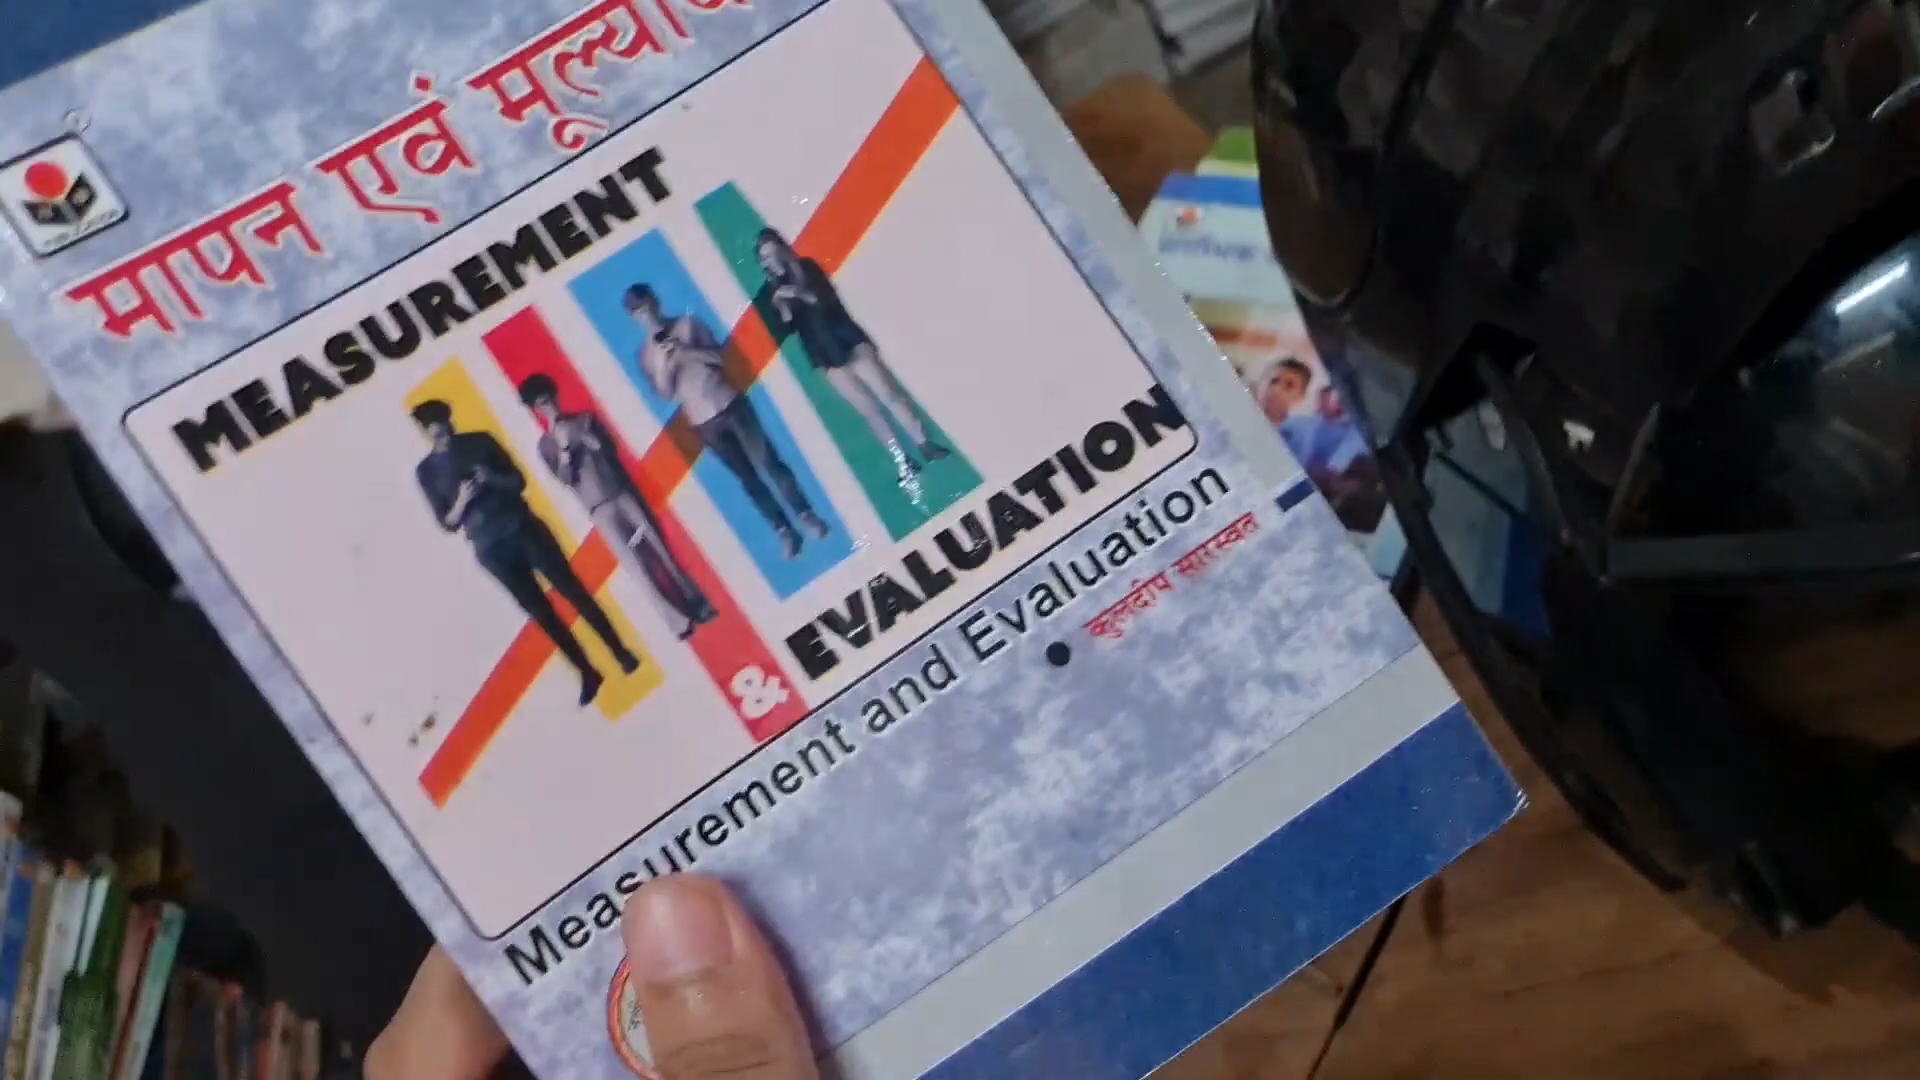 मापन एवं
MEASUREMENT
& EVALUATION
Measurement and Evaluation
कुलदीप सारस्वत